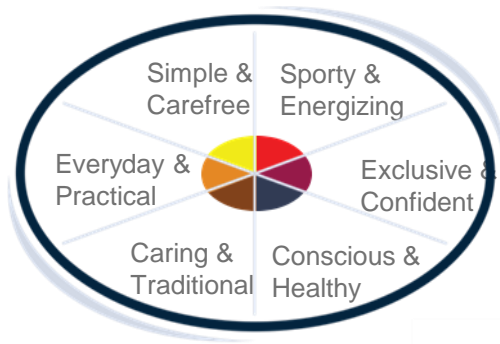 Simple &
Carefree
Sporty &
Energizing
Everyday &
Practical
Exclusive &
Confident
Caring &
Traditional
Conscious &
Healthy